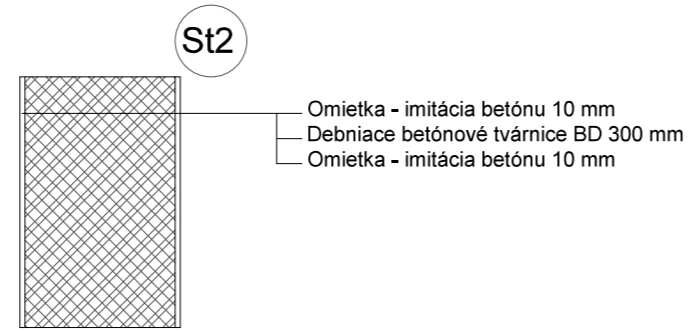 St2
Omietka - imitácia betónu 10 mm
Debniace betónové tvárnice BD 300 mm
Omietka - imitácia betónu 10 mm